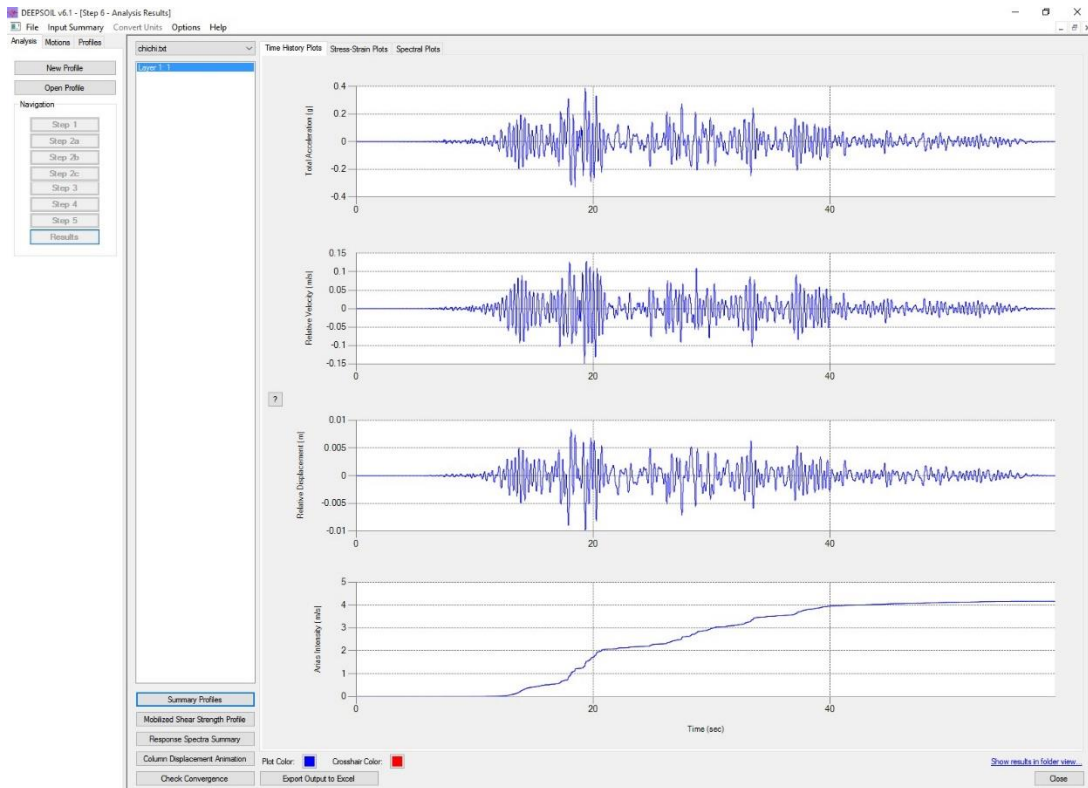 DEEPSOIL v6.1 - [Step 6 - Analysis Results]
File Input Summary Convert Units Options Help
Analysis Motions Profiles
New Profile
Open Profile
Navigation
Step 1
Step 2a
Step 2b
Step 2c
Step 3
Step 4
Step 5
Results
chichi.txt
Layer 1: 1
Summary Profiles
Mobilized Shear Strength Profile
Response Spectra Summary
Column Displacement Animation
Check Convergence
Time History Plots Stress-Strain Plots Spectral Plots
Total Acceleration [g]
0.4
0.2
0
-0.2
-0.4
0 20 40
Relative Velocity [m/s]
0.15
0.1
0.05
0
-0.05
-0.1
-0.15
0 20 40
?
Relative Displacement [m]
0.01
0.005
0
-0.005
-0.01
0 20 40
Arias Intensity [m/s]
5
4
3
2
1
0
0 20 40
Time (sec)
Plot Color: Crosshair Color:
Show results in folder view...
Export Output to Excel
Close